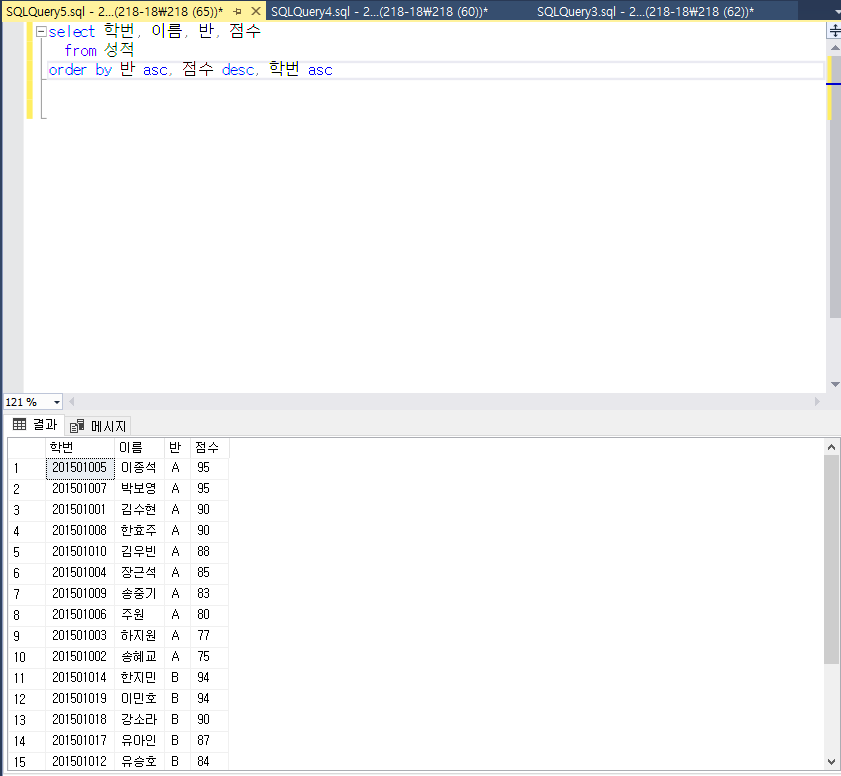 SQLQuery5.sql - 2...(218-18₩218 (65))* SQLQuery4.sql - 2...(218-18₩218 (60))* SQLQuery3.sql - 2...(218-18₩218 (62))*
select 학번, 이름, 반, 점수
from 성적
order by 반 asc, 점수 desc, 학번 asc
121 %
결과 메시지
학번 이름 반 점수
1 201501005 이종석 A 95
2 201501007 박보영 A 95
3 201501001 김수현 A 90
4 201501008 한효주 A 90
5 201501010 김우빈 A 88
6 201501004 장근석 A 85
7 201501009 송중기 A 83
8 201501006 주원 A 80
9 201501003 하지원 A 77
10 201501002 송혜교 A 75
11 201501014 한지민 B 94
12 201501019 이민호 B 94
13 201501018 강소라 B 90
14 201501017 유아인 B 87
15 201501012 유승호 B 84